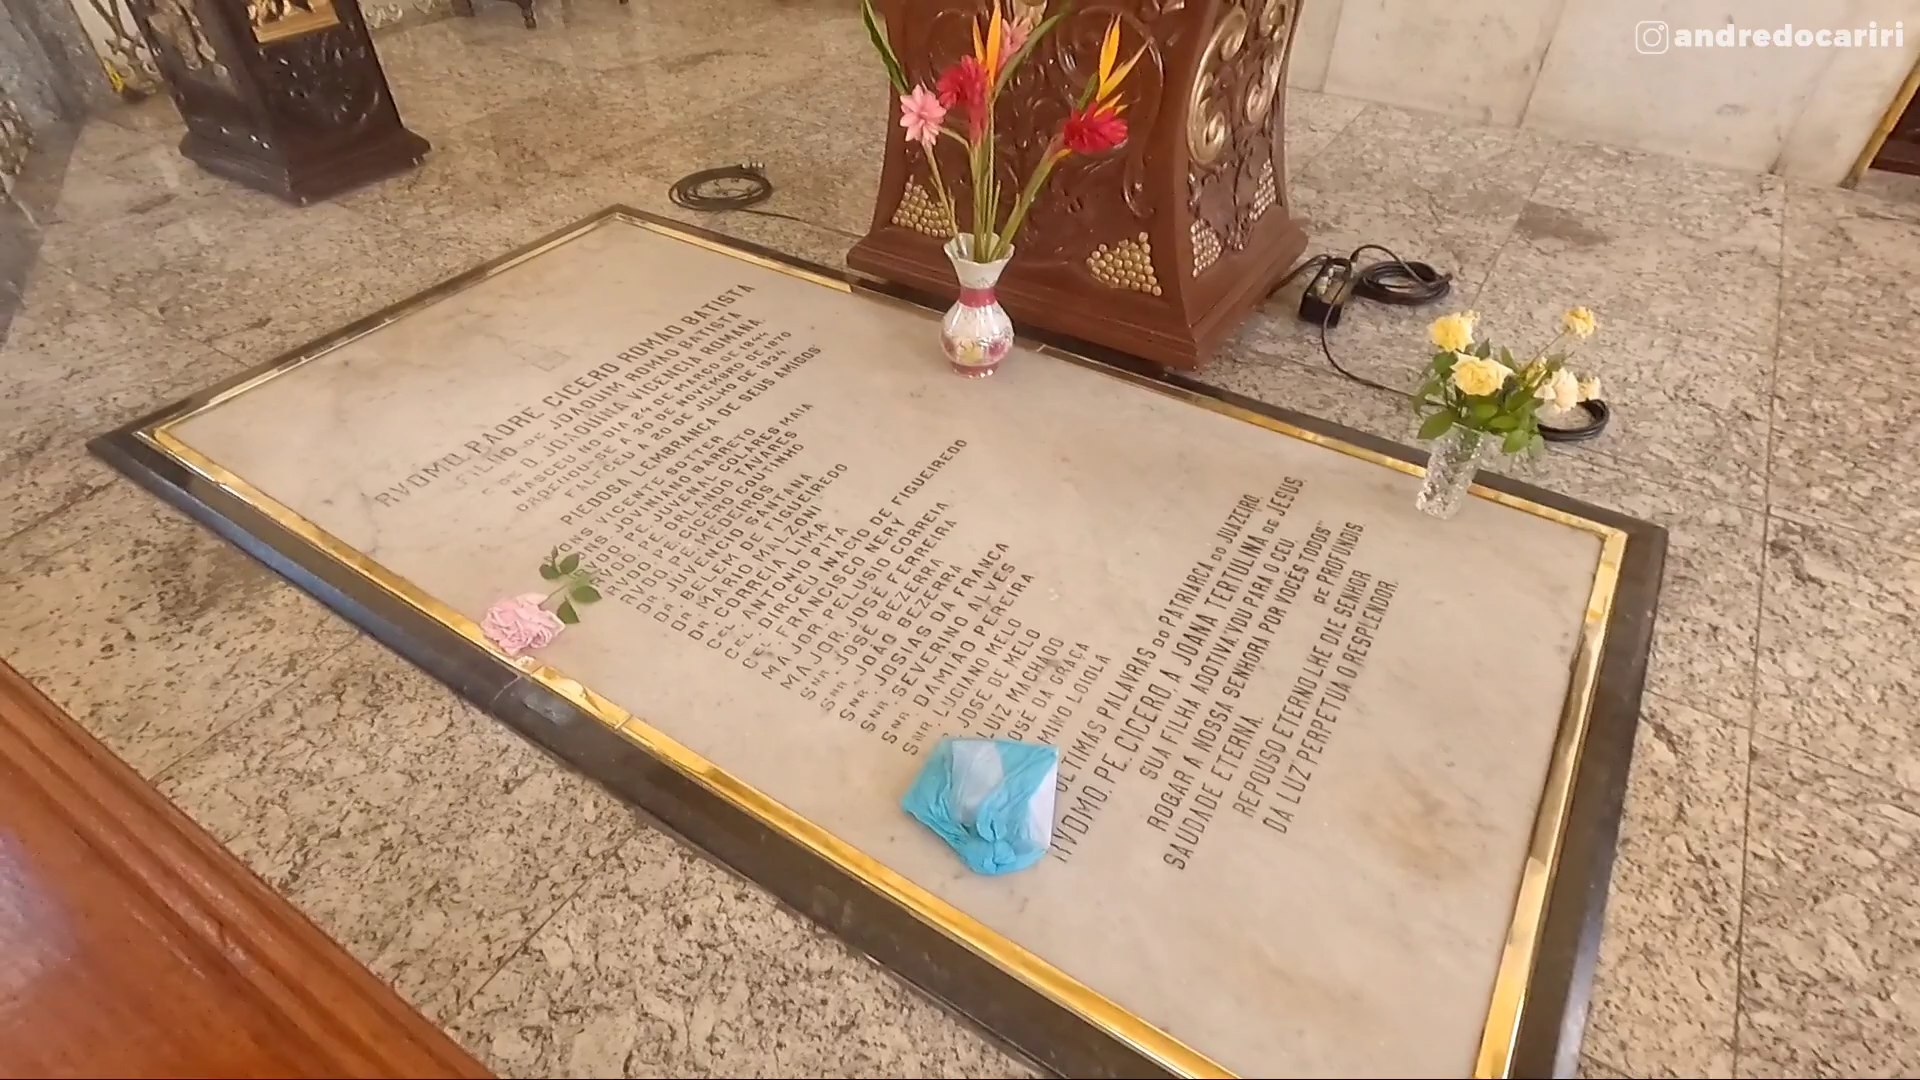 andredocariri
RVDMO. PADRE CICERO ROMÃO BATISTA
FILHO DE JOAQUIM ROMÃO BATISTA
E DE D. JOAQUINA VICENCIA ROMANA.
NASCEU NO DIA 24 DE MARÇO DE 1844
ORDENOU-SE A 30 DE NOVEMBRO DE 1870
FALECEU A 20 DE JULHO DE 1934
PIEDOSA LEMBRANÇA DE SEUS AMIGOS
MONS VICENTE SOTTER
MONS. JOVINIANO BARRETO
RVDO. PE. JUVENAL COLARES MAIA
RVDO. PE. ORLANDO TAVARES
RVDO. PE. CICERO COUTINHO
RVDO PE. MEDEIROS
DR JUVENCIO SANTANA
DR. BELEM DE FIGUEIREDO
DR MARIO MALZONI
DR CORREIA LIMA
CEL ANTONIO PITA
CEL DIRCEU INACIO DE FIGUEIREDO
CEL. FRANCISCO NERY
MAJOR PELUSIO CORREIA
MAJOR. JOSÉ FERREIRA
SNR. JOSÉ BEZERRA
SNR. JOÃO BEZERRA
SNR. JOSIAS DA FRANÇA
SNR. SEVERINO ALVES
SNR DAMIÃO PEREIRA
SNR. LUCIANO MELO
JOSÉ DE MELO
LUIZ MACHADO
JOSÉ DA GRAÇA
LOIOLA
ULTIMAS PALAVRAS DO PATRIARCA DO JUAZEIRO.
RVDMO. PE. CICERO, A JOANA TERTULINA DE JESUS,
SUA FILHA ADOTIVA "VOU PARA O CEU
ROGAR A NOSSA SENHORA POR VOCÊS TODOS"
SAUDADE ETERNA. DE PROFUNDIS
REPOUSO ETERNO LHE DAE SENHOR
DA LUZ PERPETUA O RESPLENDOR.